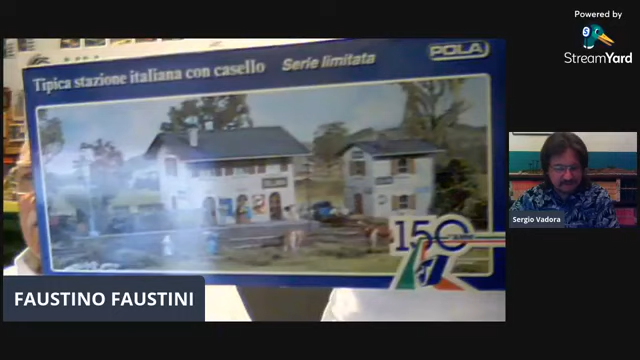 Powered by
StreamYard
POLA
Tipica stazione italiana con casello Serie limitata
150
Sergio Vadora
FAUSTINO FAUSTINI